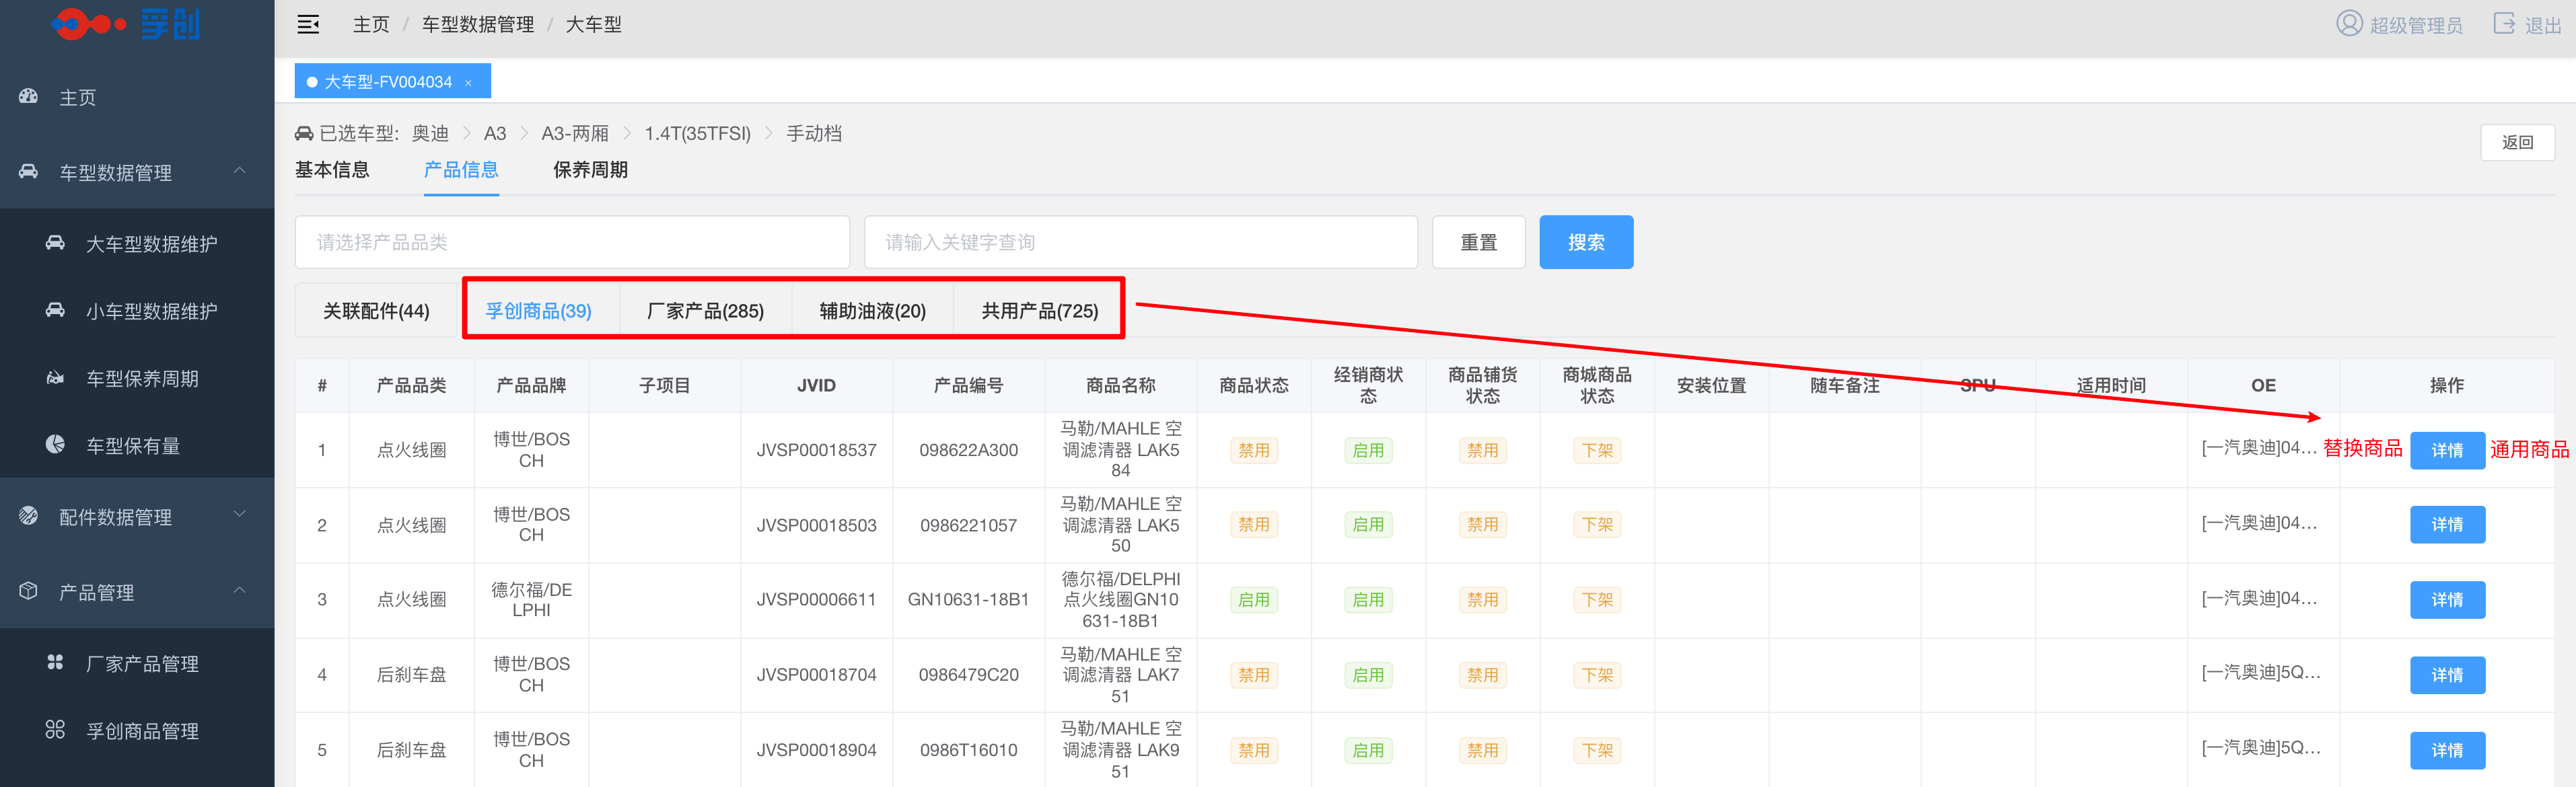 孚创
主页 / 车型数据管理 / 大车型
超级管理员 退出
大车型-FV004034 ×
主页
车型数据管理
大车型数据维护
小车型数据维护
车型保养周期
车型保有量
配件数据管理
产品管理
厂家产品管理
孚创商品管理
已选车型: 奥迪 > A3 > A3-两厢 > 1.4T(35TFSI) > 手动档
返回
基本信息 产品信息 保养周期
请选择产品品类 请输入关键字查询 重置 搜索
关联配件(44) 孚创商品(39) 厂家产品(285) 辅助油液(20) 共用产品(725)
# 产品品类 产品品牌 子项目 JVID 产品编号 商品名称 商品状态 经销商状态 商品铺货状态 商城商品状态 安装位置 随车备注 SPU 适用时间 OE 操作
1 点火线圈 博世/BOSCH JVSP00018537 098622A300 马勒/MAHLE 空调滤清器 LAK584 禁用 启用 禁用 下架 [一汽奥迪]04... 替换商品 详情 通用商品
2 点火线圈 博世/BOSCH JVSP00018503 0986221057 马勒/MAHLE 空调滤清器 LAK550 禁用 启用 禁用 下架 [一汽奥迪]04... 详情
3 点火线圈 德尔福/DELPHI JVSP00006611 GN10631-18B1 德尔福/DELPHI 点火线圈GN10631-18B1 启用 启用 禁用 下架 [一汽奥迪]04... 详情
4 后刹车盘 博世/BOSCH JVSP00018704 0986479C20 马勒/MAHLE 空调滤清器 LAK751 禁用 启用 禁用 下架 [一汽奥迪]5Q... 详情
5 后刹车盘 博世/BOSCH JVSP00018904 0986T16010 马勒/MAHLE 空调滤清器 LAK951 禁用 启用 禁用 下架 [一汽奥迪]5Q... 详情